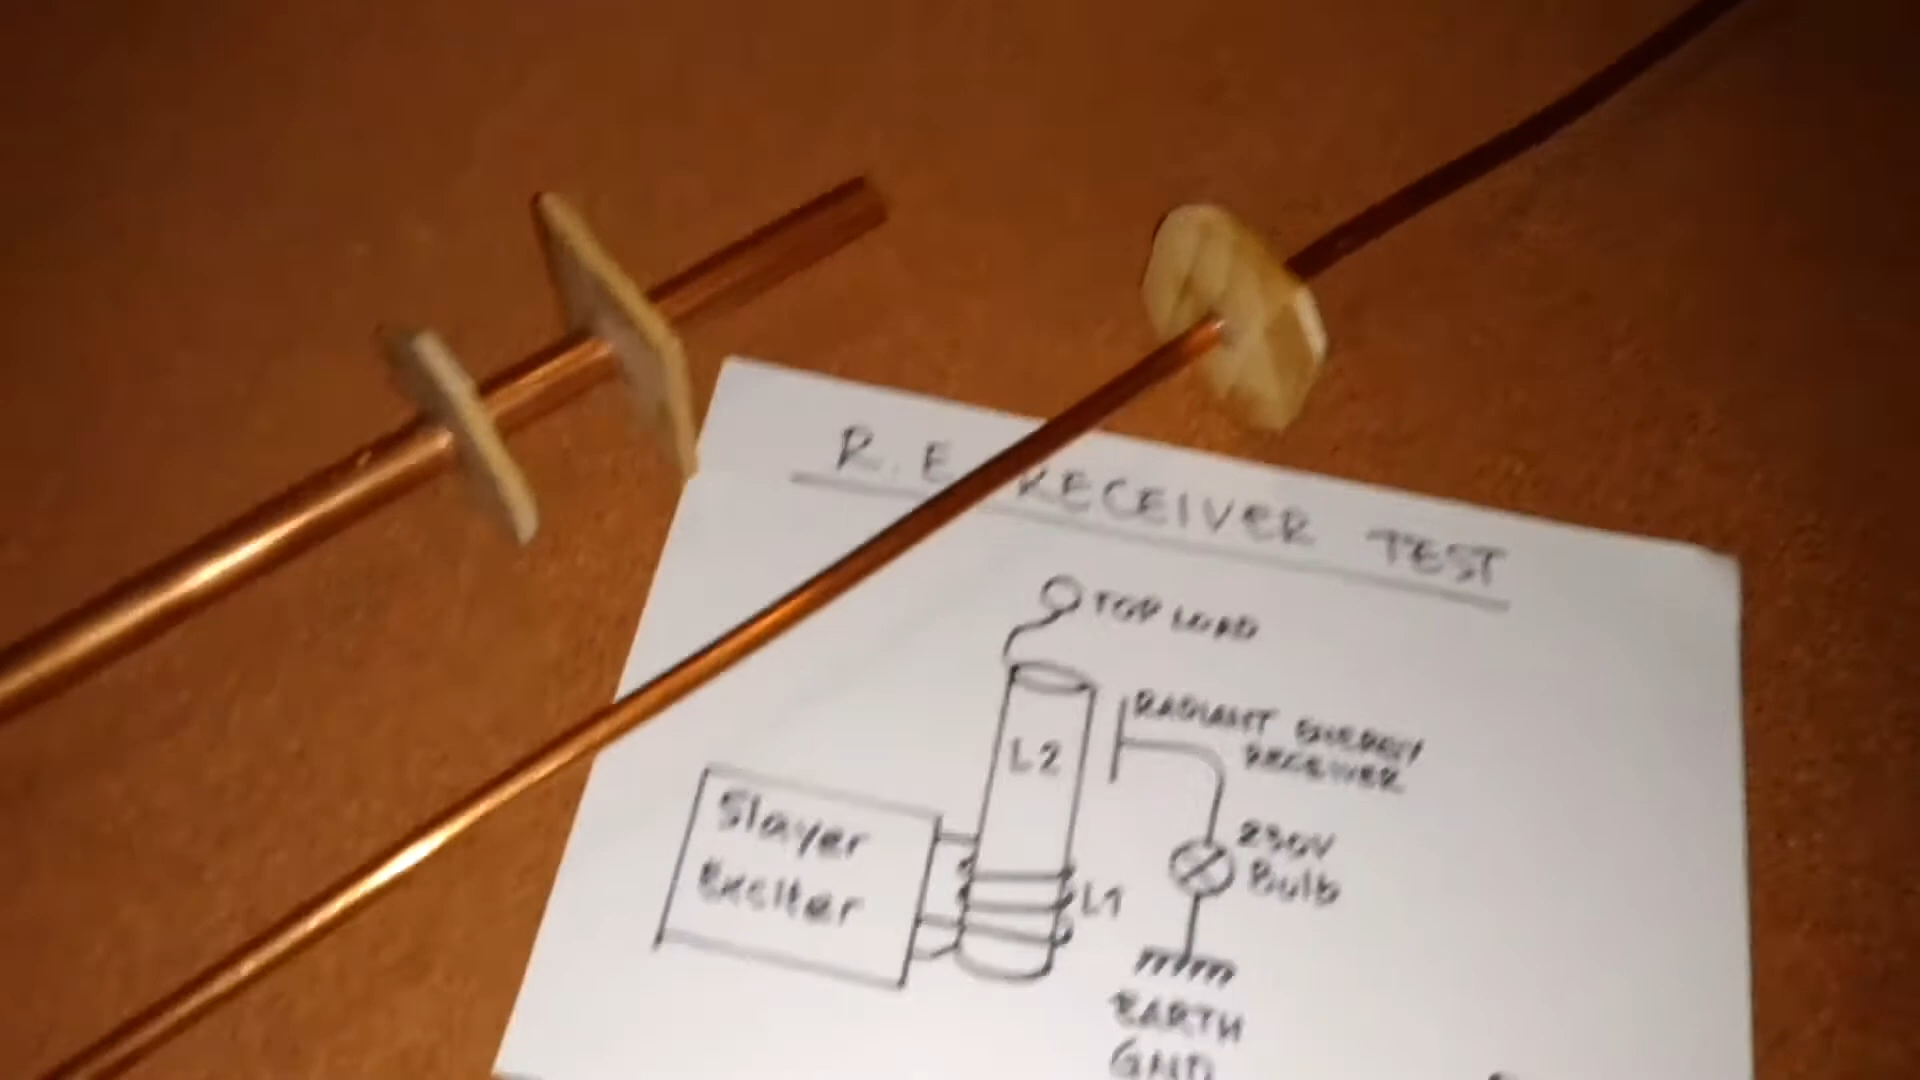 R. E. RECEIVER TEST
TOP LOAD
RADIANT ENERGY
RECEIVER
L2
Slayer
Exciter
230V
Bulb
L1
EARTH
GND